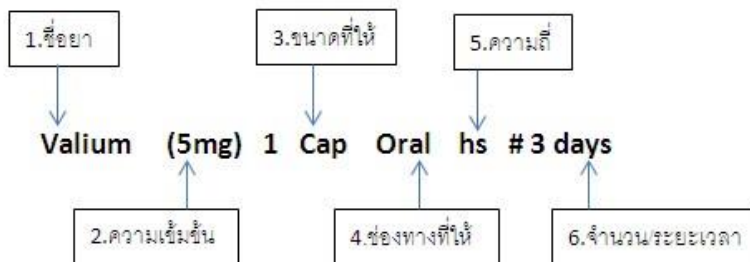 1.ชื่อยา 3.ขนาดที่ให้ 5.ความถี่
Valium (5mg) 1 Cap Oral hs # 3 days
2.ความเข้มข้น 4.ช่องทางที่ให้ 6.จำนวน/ระยะเวลา